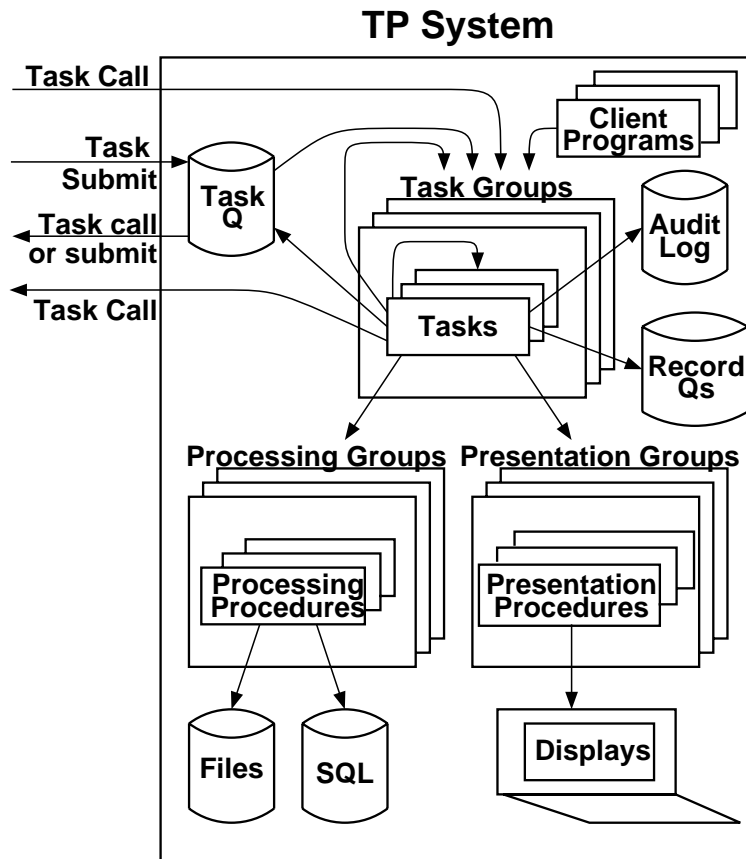 TP System
Task Call
Client
Programs
Task
Submit
Task
Q
Task Groups
Audit
Log
Task call
or submit
Task Call
Tasks
Record
Qs
Processing Groups
Presentation Groups
Processing
Procedures
Presentation
Procedures
Files
SQL
Displays